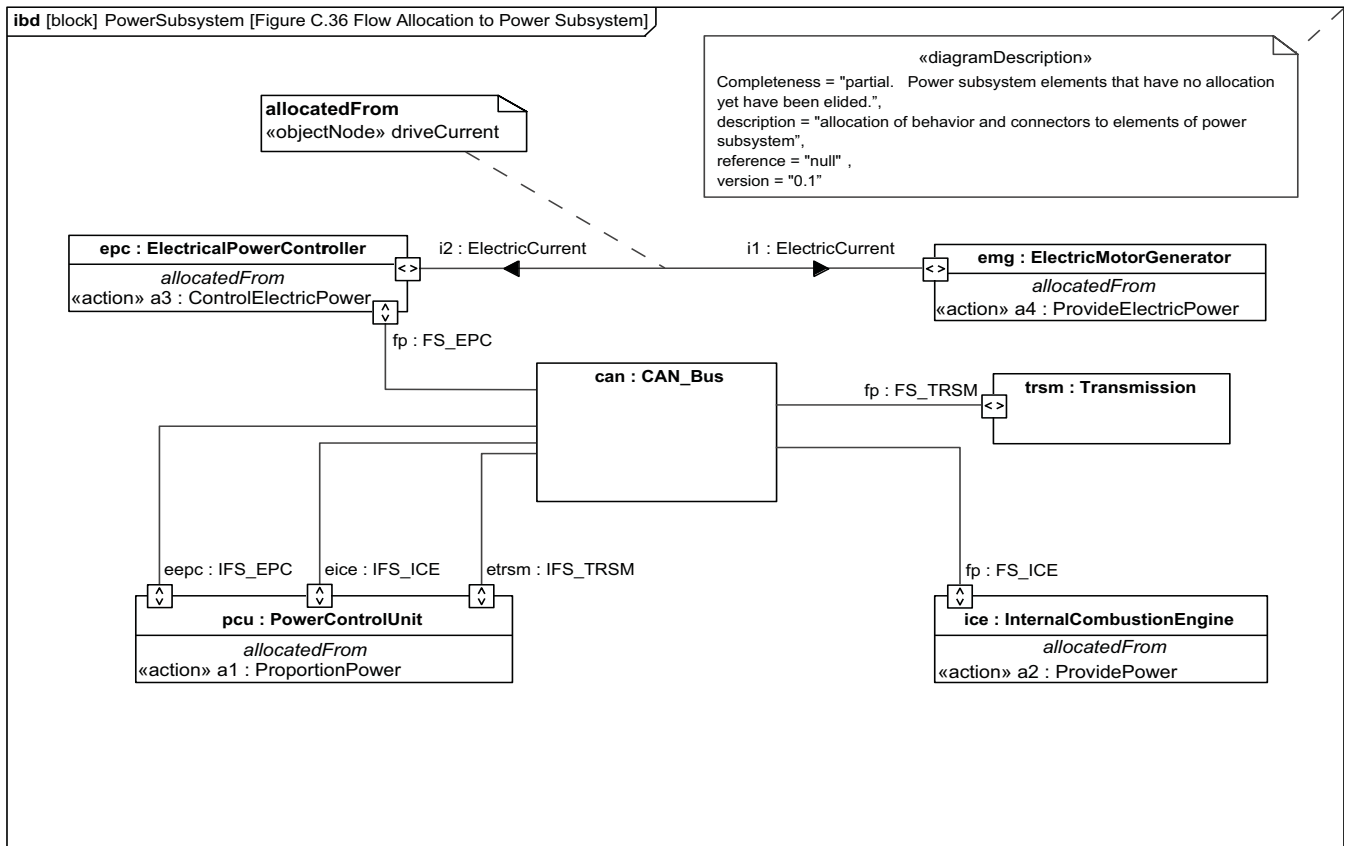 ibd [block] PowerSubsystem [Figure C.36 Flow Allocation to Power Subsystem]
«diagramDescription»
Completeness = "partial.   Power subsystem elements that have no allocation
yet have been elided.”,
description = "allocation of behavior and connectors to elements of power
subsystem”,
reference = "null" ,
version = "0.1”
allocatedFrom
«objectNode» driveCurrent
epc : ElectricalPowerController
allocatedFrom
«action» a3 : ControlElectricPower
i2 : ElectricCurrent
i1 : ElectricCurrent
emg : ElectricMotorGenerator
allocatedFrom
«action» a4 : ProvideElectricPower
fp : FS_EPC
can : CAN_Bus
fp : FS_TRSM
trsm : Transmission
eepc : IFS_EPC
eice : IFS_ICE
etrsm : IFS_TRSM
fp : FS_ICE
pcu : PowerControlUnit
allocatedFrom
«action» a1 : ProportionPower
ice : InternalCombustionEngine
allocatedFrom
«action» a2 : ProvidePower